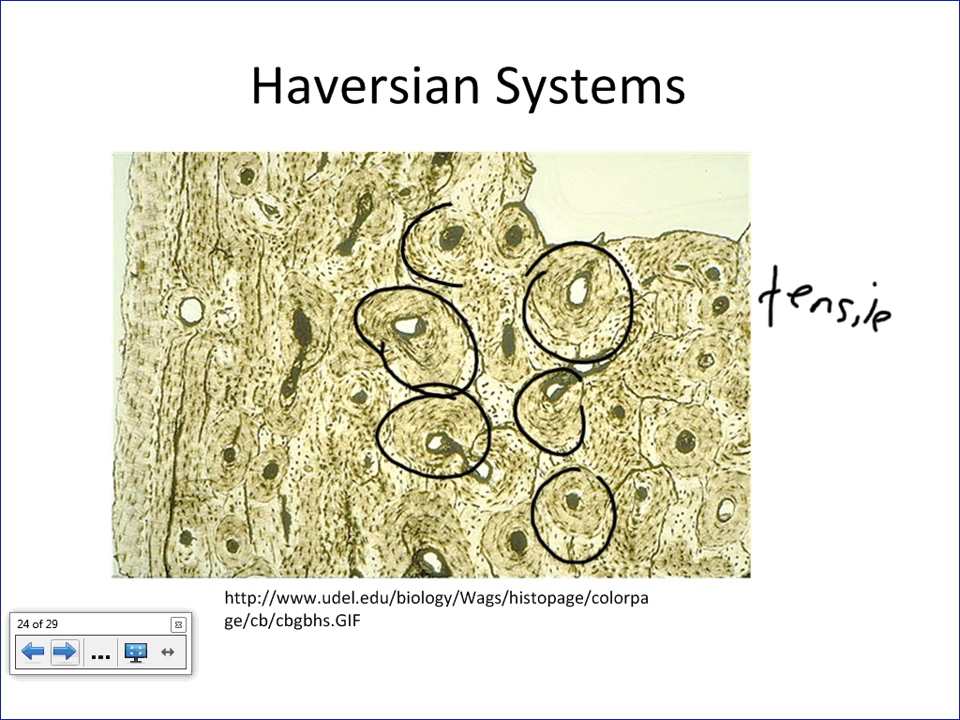 Haversian Systems
tensile
http://www.udel.edu/biology/Wags/histopage/colorpa
ge/cb/cbgbhs.GIF
24 of 29
...